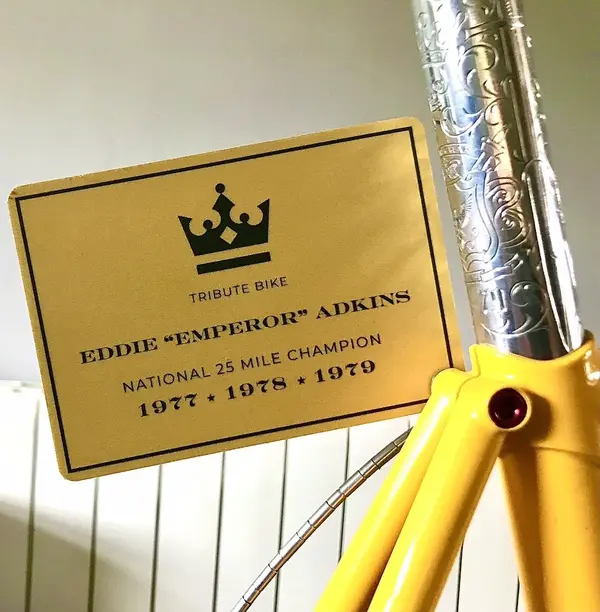 TRIBUTE BIKE
EDDIE “EMPEROR” ADKINS
NATIONAL 25 MILE CHAMPION
1977 ★ 1978 ★ 1979